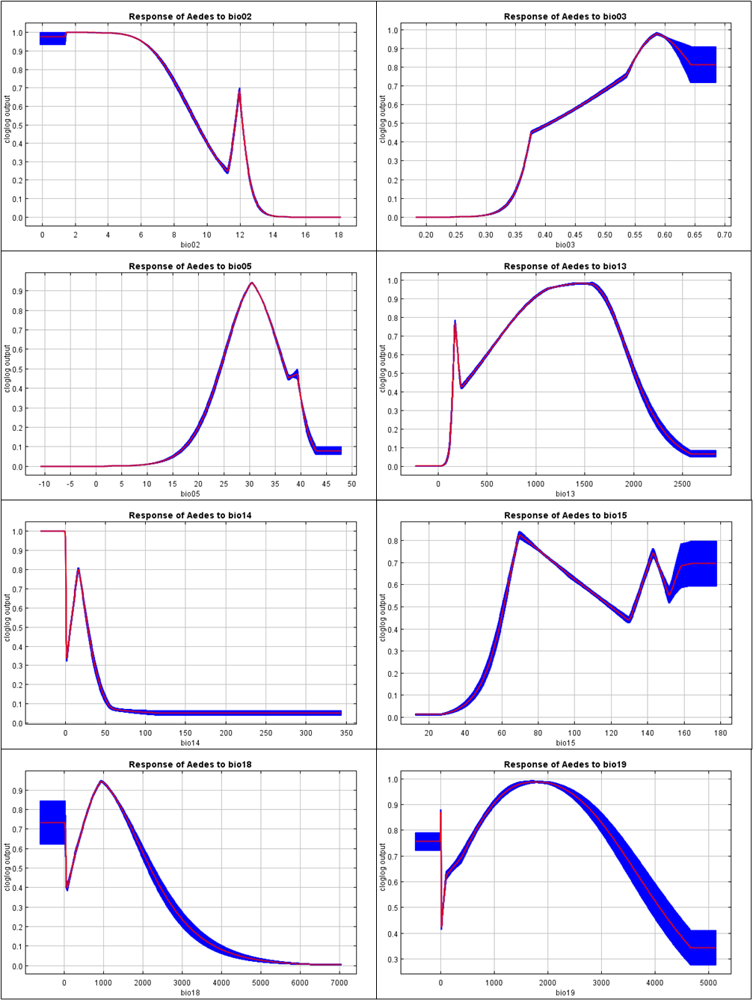 Response of Aedes to bio02
cloglog output
1.0
0.9
0.8
0.7
0.6
0.5
0.4
0.3
0.2
0.1
0.0
0 2 4 6 8 10 12 14 16 18
bio02
Response of Aedes to bio03
cloglog output
1.0
0.9
0.8
0.7
0.6
0.5
0.4
0.3
0.2
0.1
0.0
0.20 0.25 0.30 0.35 0.40 0.45 0.50 0.55 0.60 0.65 0.70
bio03
Response of Aedes to bio05
cloglog output
0.9
0.8
0.7
0.6
0.5
0.4
0.3
0.2
0.1
0.0
-10 -5 0 5 10 15 20 25 30 35 40 45 50
bio05
Response of Aedes to bio13
cloglog output
1.0
0.9
0.8
0.7
0.6
0.5
0.4
0.3
0.2
0.1
0.0
0 500 1000 1500 2000 2500
bio13
Response of Aedes to bio14
cloglog output
1.0
0.9
0.8
0.7
0.6
0.5
0.4
0.3
0.2
0.1
0.0
0 50 100 150 200 250 300 350
bio14
Response of Aedes to bio15
cloglog output
0.8
0.7
0.6
0.5
0.4
0.3
0.2
0.1
0.0
20 40 60 80 100 120 140 160 180
bio15
Response of Aedes to bio18
cloglog output
0.9
0.8
0.7
0.6
0.5
0.4
0.3
0.2
0.1
0.0
0 1000 2000 3000 4000 5000 6000 7000
bio18
Response of Aedes to bio19
cloglog output
1.0
0.9
0.8
0.7
0.6
0.5
0.4
0.3
0 1000 2000 3000 4000 5000
bio19